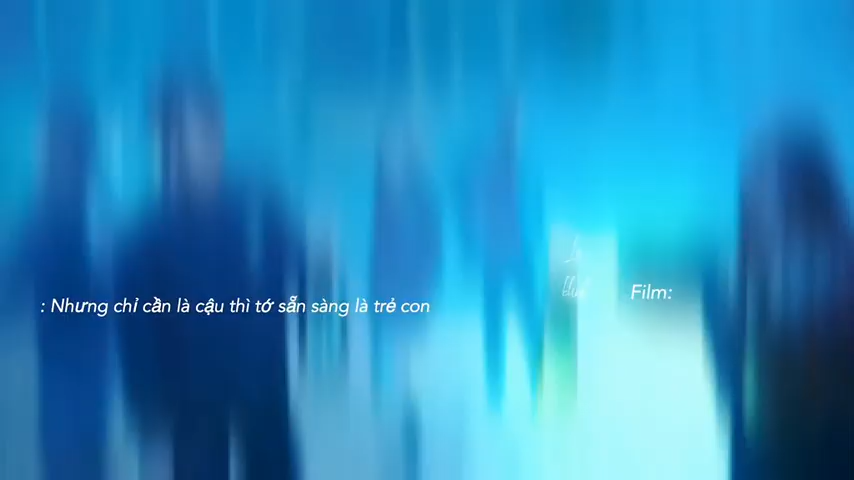 : Nhưng chỉ cần là cậu thì tớ sẵn sàng là trẻ con
Film: